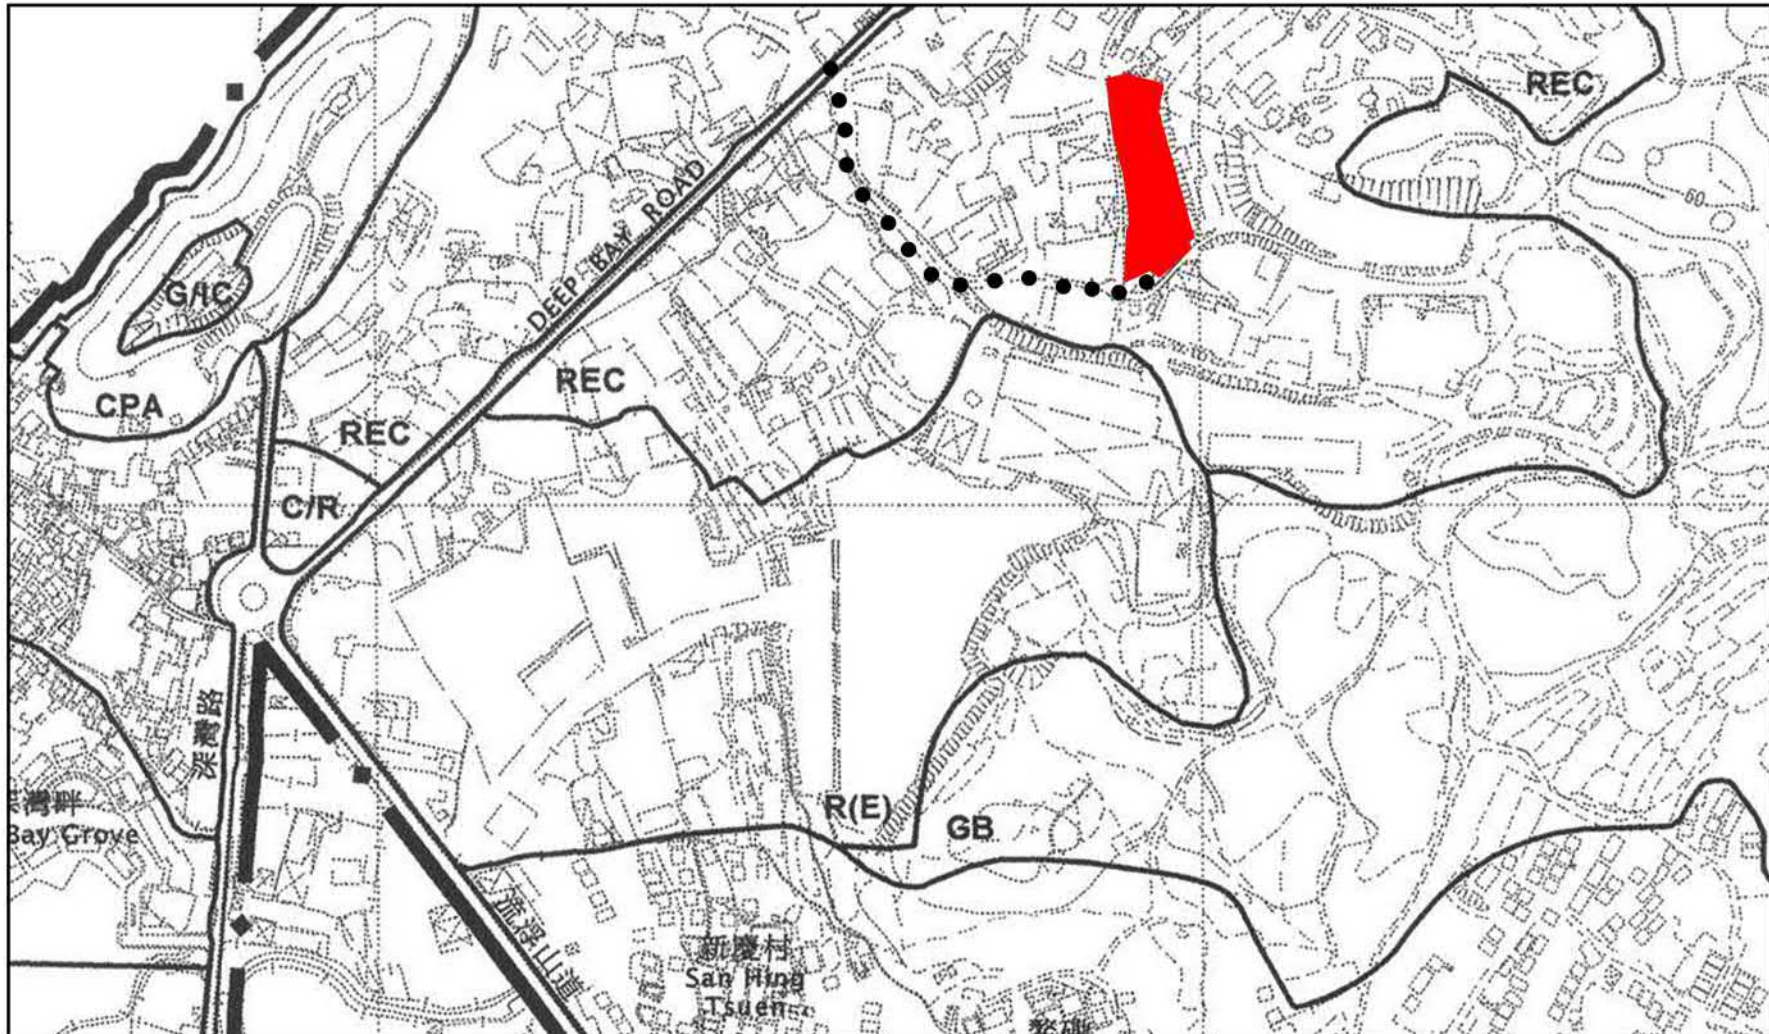 REC
60
DEEP BAY ROAD
G/IC
REC
CPA
REC
C/R
深灣路
灣畔
Bay Grove
R(E)
GB
流浮山道
新慶村
San Hing
Tsuen